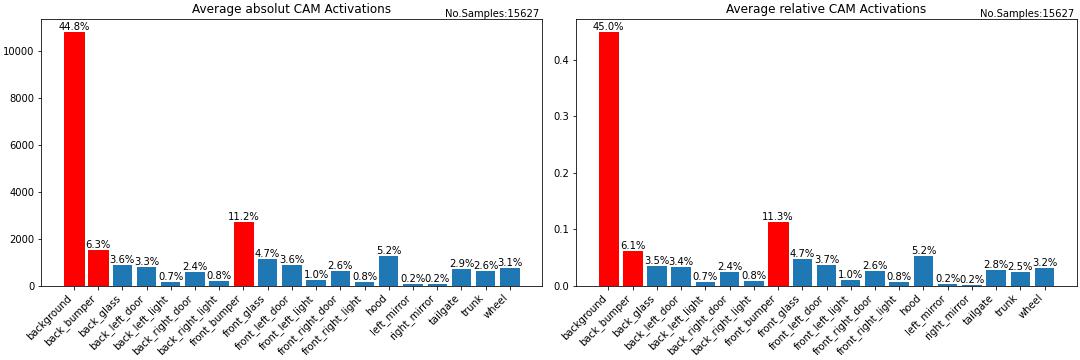 Average absolut CAM Activations
No.Samples:15627
10000
8000
6000
4000
2000
0
44.8%
6.3%
3.6%
3.3%
0.7%
2.4%
0.8%
11.2%
4.7%
3.6%
1.0%
2.6%
0.8%
5.2%
0.2%
0.2%
2.9%
2.6%
3.1%
background
back_bumper
back_glass
back_left_door
back_left_light
back_right_door
back_right_light
front_bumper
front_glass
front_left_door
front_left_light
front_right_door
front_right_light
hood
left_mirror
right_mirror
tailgate
trunk
wheel
Average relative CAM Activations
No.Samples:15627
0.4
0.3
0.2
0.1
0.0
45.0%
6.1%
3.5%
3.4%
0.7%
2.4%
0.8%
11.3%
4.7%
3.7%
1.0%
2.6%
0.8%
5.2%
0.2%
0.2%
2.8%
2.5%
3.2%
background
back_bumper
back_glass
back_left_door
back_left_light
back_right_door
back_right_light
front_bumper
front_glass
front_left_door
front_left_light
front_right_door
front_right_light
hood
left_mirror
right_mirror
tailgate
trunk
wheel